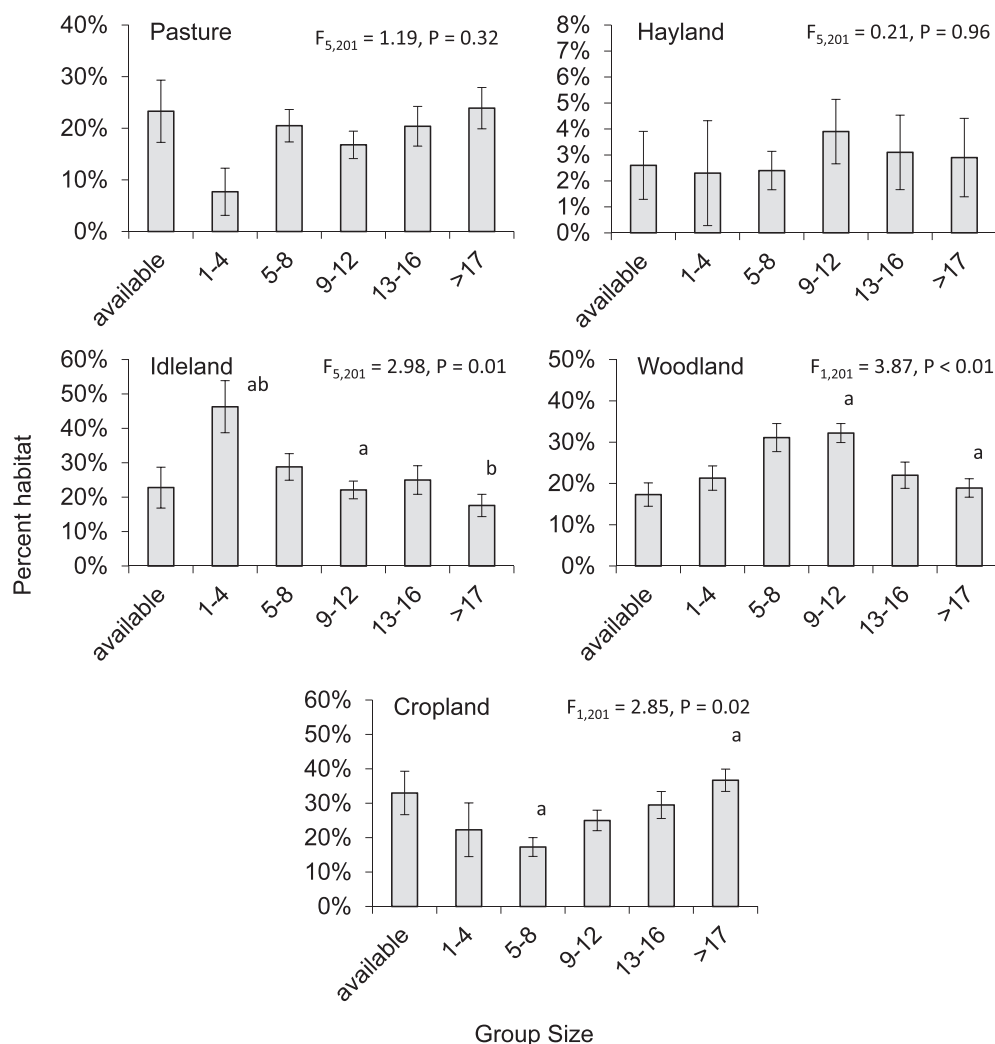 Pasture
F5,201 = 1.19, P = 0.32
40%
30%
20%
10%
0%
available
1-4
5-8
9-12
13-16
>17
Hayland
F5,201 = 0.21, P = 0.96
8%
7%
6%
5%
4%
3%
2%
1%
0%
available
1-4
5-8
9-12
13-16
>17
Percent habitat
Idleland
F5,201 = 2.98, P = 0.01
60%
50%
40%
30%
20%
10%
0%
ab
a
b
available
1-4
5-8
9-12
13-16
>17
Woodland
F1,201 = 3.87, P < 0.01
50%
40%
30%
20%
10%
0%
a
a
available
1-4
5-8
9-12
13-16
>17
Cropland
F1,201 = 2.85, P = 0.02
60%
50%
40%
30%
20%
10%
0%
a
a
available
1-4
5-8
9-12
13-16
>17
Group Size